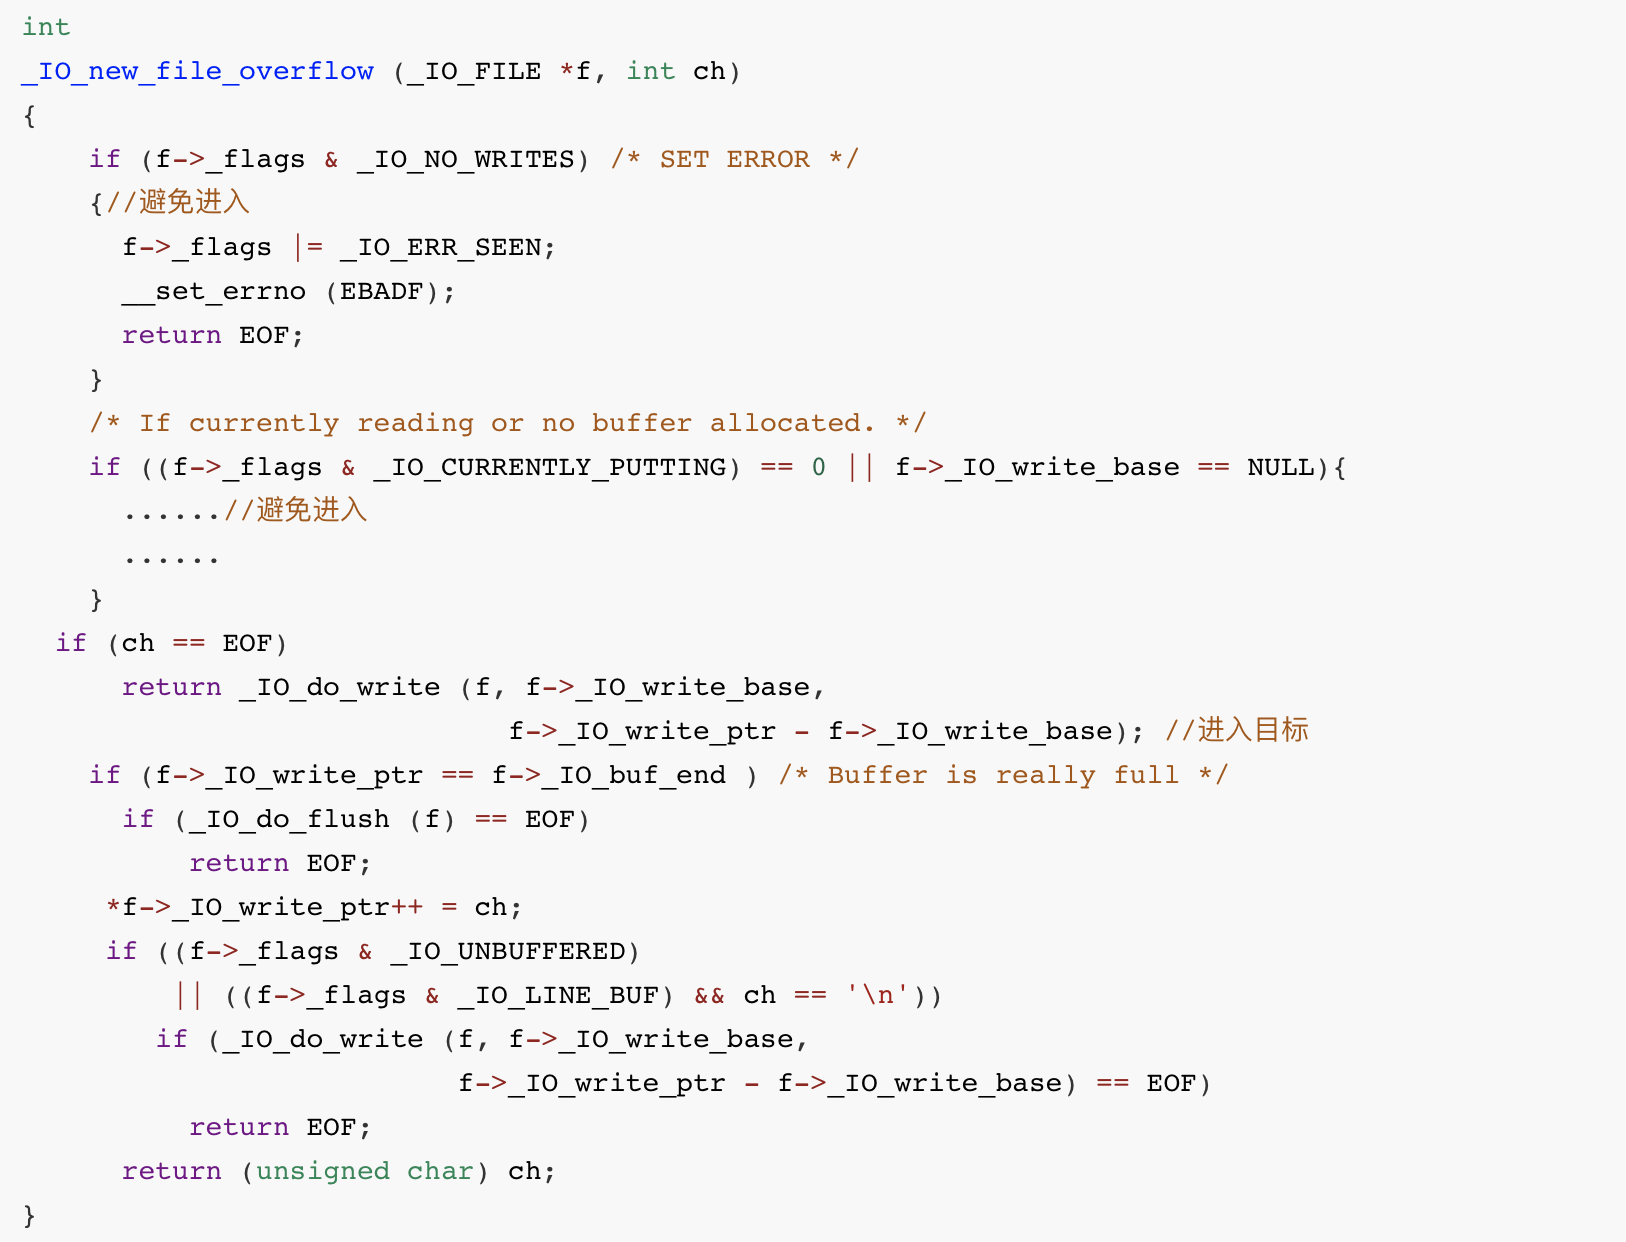 int
_IO_new_file_overflow (_IO_FILE *f, int ch)
{
    if (f->_flags & _IO_NO_WRITES) /* SET ERROR */
    {//避免进入
      f->_flags |= _IO_ERR_SEEN;
      __set_errno (EBADF);
      return EOF;
    }
    /* If currently reading or no buffer allocated. */
    if ((f->_flags & _IO_CURRENTLY_PUTTING) == 0 || f->_IO_write_base == NULL){
      ......//避免进入
      ......
    }
  if (ch == EOF)
      return _IO_do_write (f, f->_IO_write_base,
                             f->_IO_write_ptr - f->_IO_write_base); //进入目标
    if (f->_IO_write_ptr == f->_IO_buf_end ) /* Buffer is really full */
      if (_IO_do_flush (f) == EOF)
          return EOF;
     *f->_IO_write_ptr++ = ch;
     if ((f->_flags & _IO_UNBUFFERED)
         || ((f->_flags & _IO_LINE_BUF) && ch == '\n'))
        if (_IO_do_write (f, f->_IO_write_base,
                          f->_IO_write_ptr - f->_IO_write_base) == EOF)
          return EOF;
      return (unsigned char) ch;
}